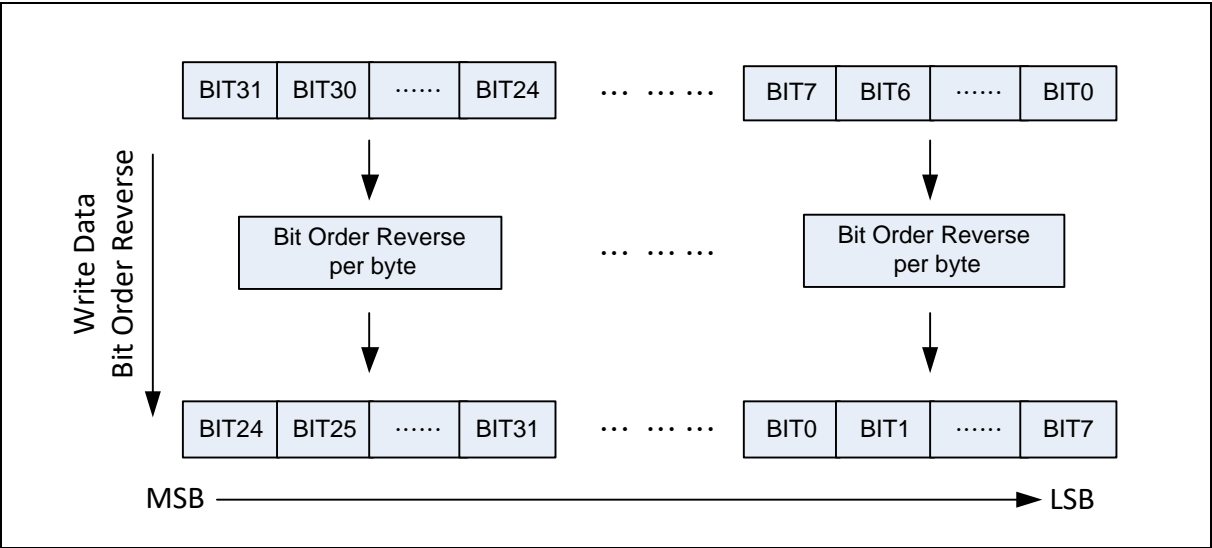 BIT31 BIT30 ······ BIT24 ··· ··· ··· BIT7 BIT6 ······ BIT0
Write Data
Bit Order Reverse
Bit Order Reverse
per byte
··· ··· ···
Bit Order Reverse
per byte
BIT24 BIT25 ······ BIT31 ··· ··· ··· BIT0 BIT1 ······ BIT7
MSB LSB